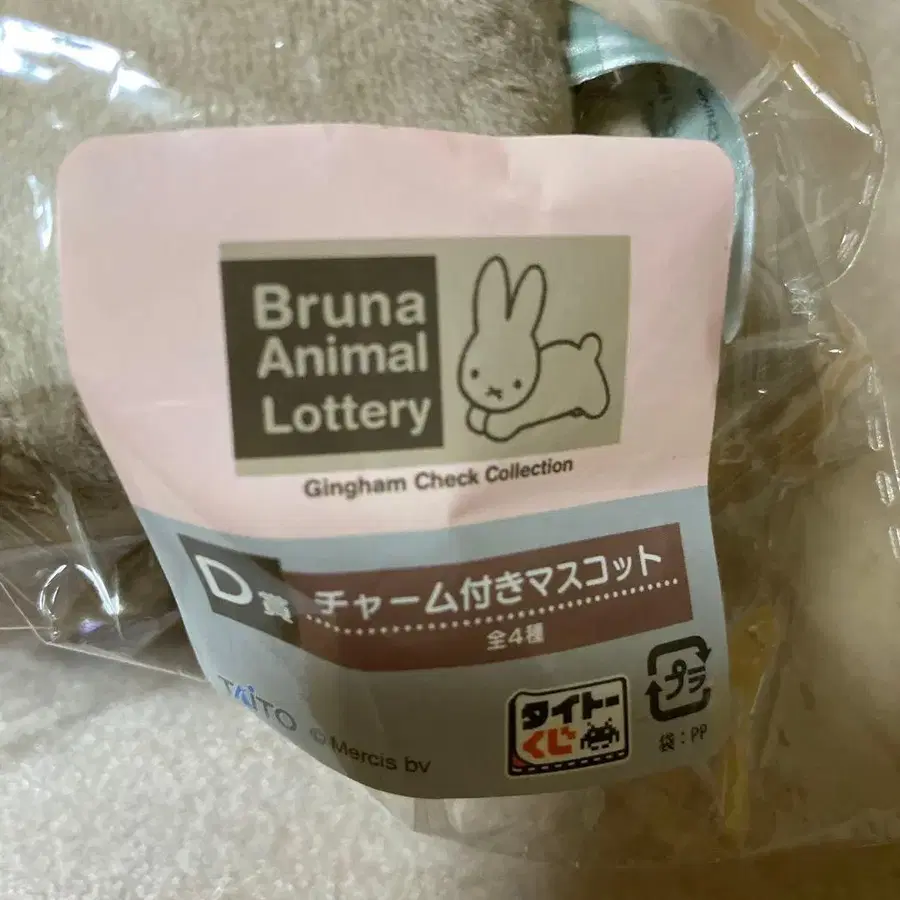 Bruna
Animal
Lottery
Gingham Check Collection
D賞 チャーム付きマスコット
全4種
TAITO
© Mercis bv
タイトー
くじ
プラ
袋：PP